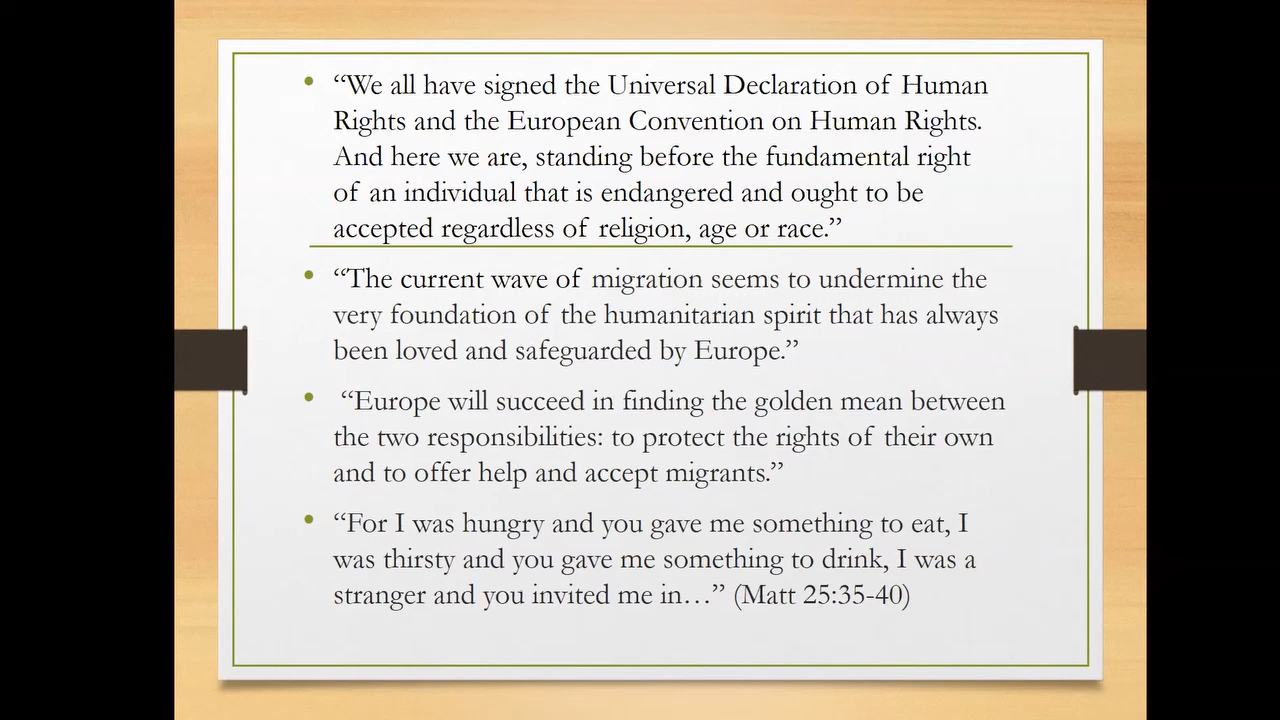 • “We all have signed the Universal Declaration of Human
Rights and the European Convention on Human Rights.
And here we are, standing before the fundamental right
of an individual that is endangered and ought to be
accepted regardless of religion, age or race.”
• “The current wave of migration seems to undermine the
very foundation of the humanitarian spirit that has always
been loved and safeguarded by Europe.”
• “Europe will succeed in finding the golden mean between
the two responsibilities: to protect the rights of their own
and to offer help and accept migrants.”
• “For I was hungry and you gave me something to eat, I
was thirsty and you gave me something to drink, I was a
stranger and you invited me in…” (Matt 25:35-40)